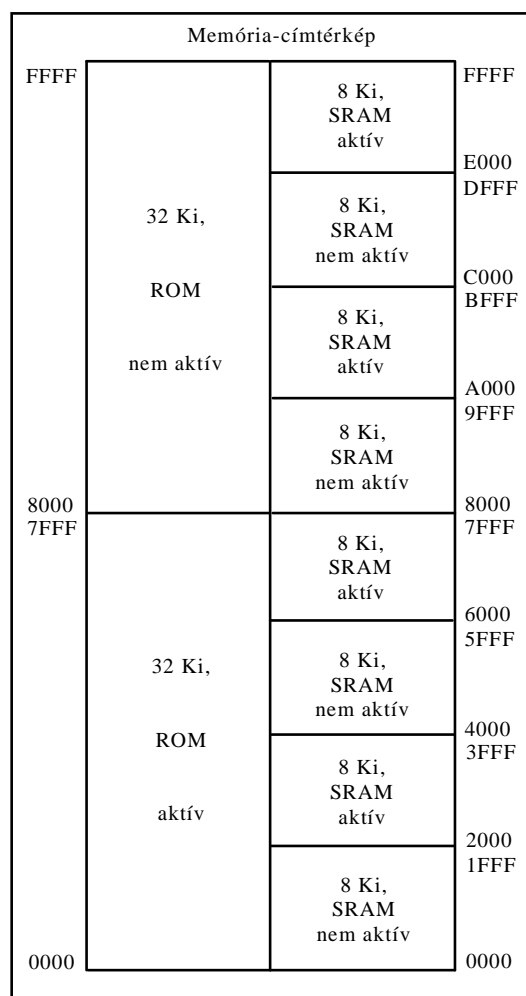 Memória-címtérkép
FFFF
32 Ki,
ROM
nem aktív
8000
7FFF
32 Ki,
ROM
aktív
0000
8 Ki,
SRAM
aktív
8 Ki,
SRAM
nem aktív
8 Ki,
SRAM
aktív
8 Ki,
SRAM
nem aktív
8 Ki,
SRAM
aktív
8 Ki,
SRAM
nem aktív
8 Ki,
SRAM
aktív
8 Ki,
SRAM
nem aktív
FFFF
E000
DFFF
C000
BFFF
A000
9FFF
8000
7FFF
6000
5FFF
4000
3FFF
2000
1FFF
0000